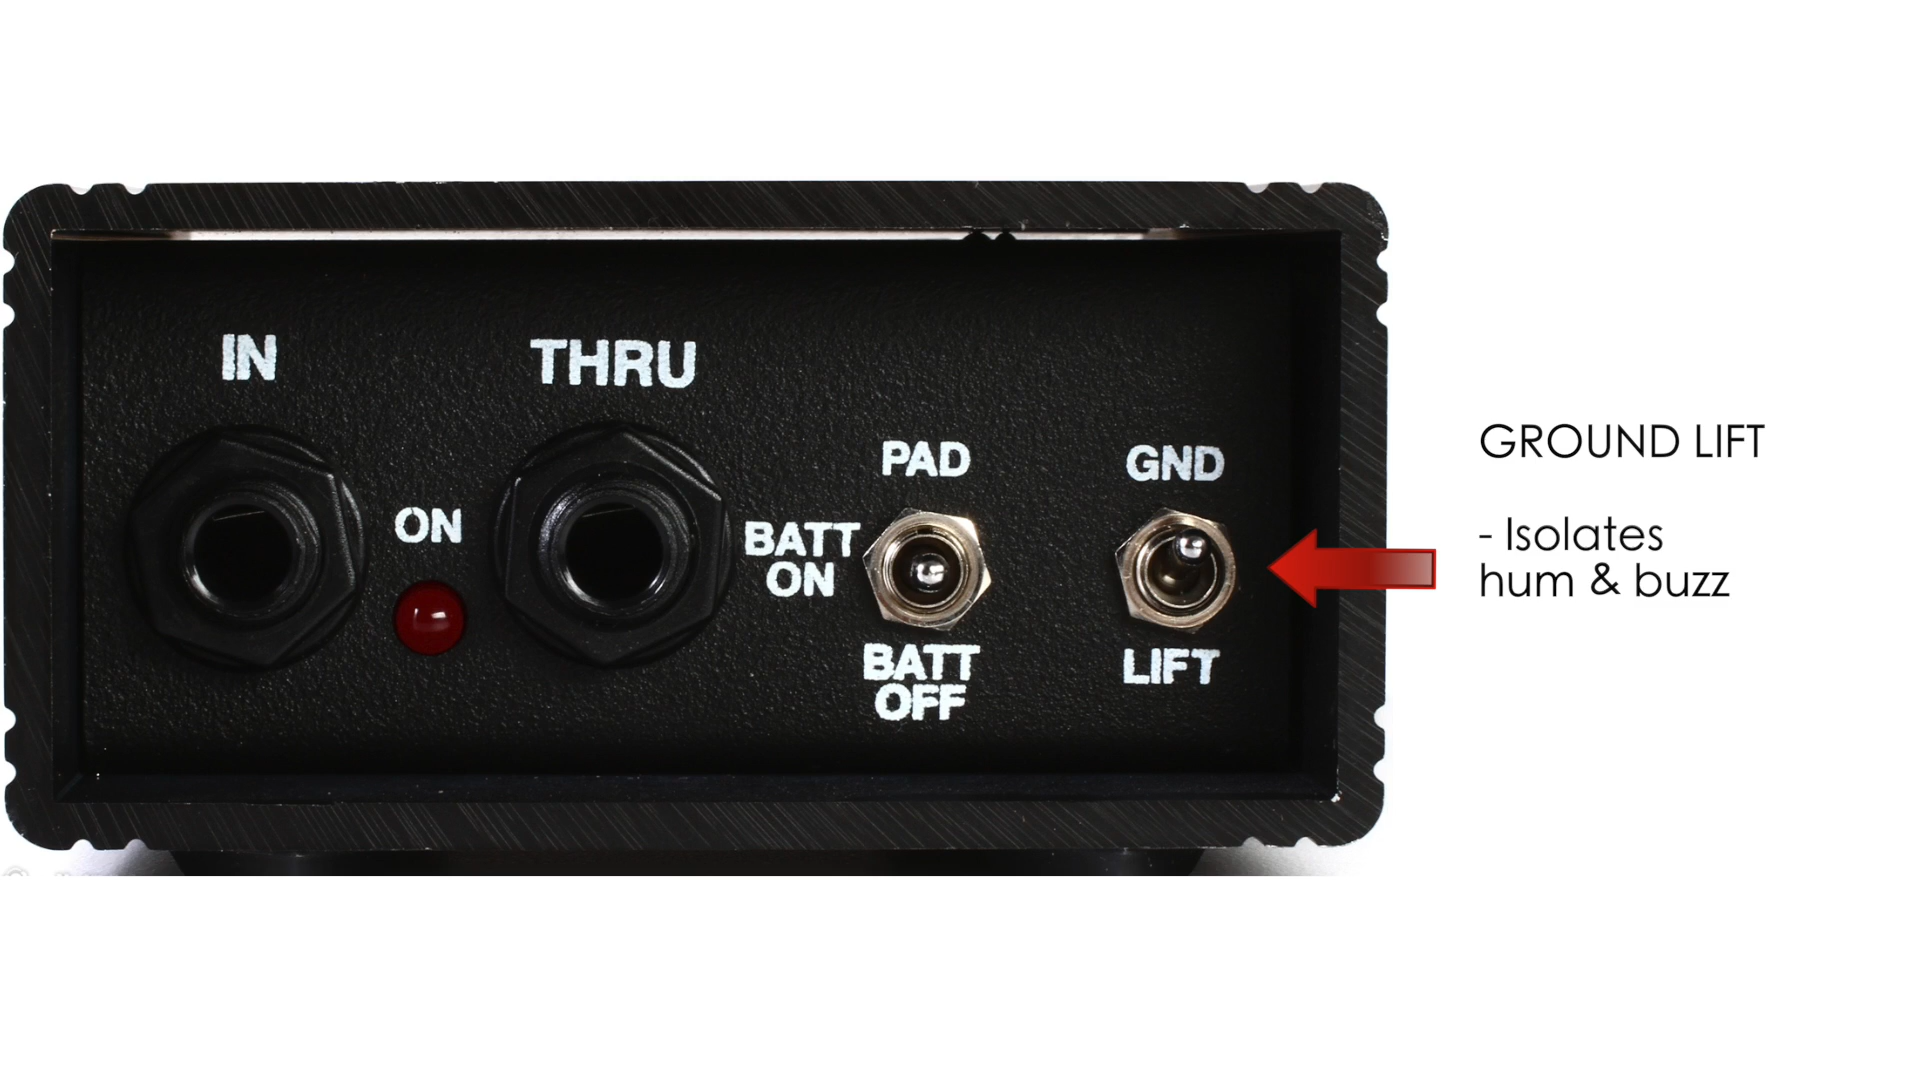 IN
THRU
ON
BATT
ON
PAD
BATT
OFF
GND
LIFT
GROUND LIFT
- Isolates
hum & buzz